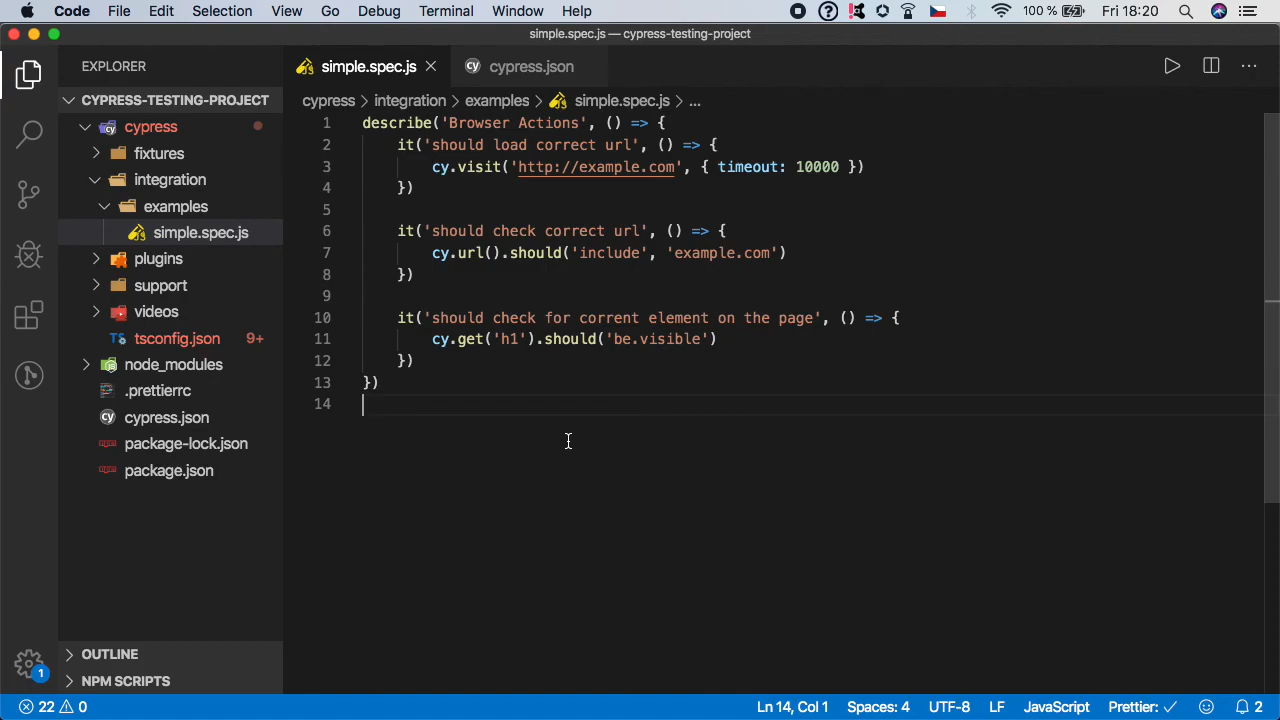 Code File Edit Selection View Go Debug Terminal Window Help 100 % Fri 18:20
simple.spec.js — cypress-testing-project
EXPLORER
simple.spec.js
cypress.json
CYPRESS-TESTING-PROJECT
cypress > integration > examples > simple.spec.js > ...
cypress
fixtures
integration
examples
simple.spec.js
plugins
support
videos
tsconfig.json 9+
node_modules
.prettierrc
cypress.json
package-lock.json
package.json
1 describe('Browser Actions', () => {
2 it('should load correct url', () => {
3 cy.visit('http://example.com', { timeout: 10000 })
4 })
5
6 it('should check correct url', () => {
7 cy.url().should('include', 'example.com')
8 })
9
10 it('should check for corrent element on the page', () => {
11 cy.get('h1').should('be.visible')
12 })
13 })
14
OUTLINE
NPM SCRIPTS
1
22 0 Ln 14, Col 1 Spaces: 4 UTF-8 LF JavaScript Prettier: ✓ 2